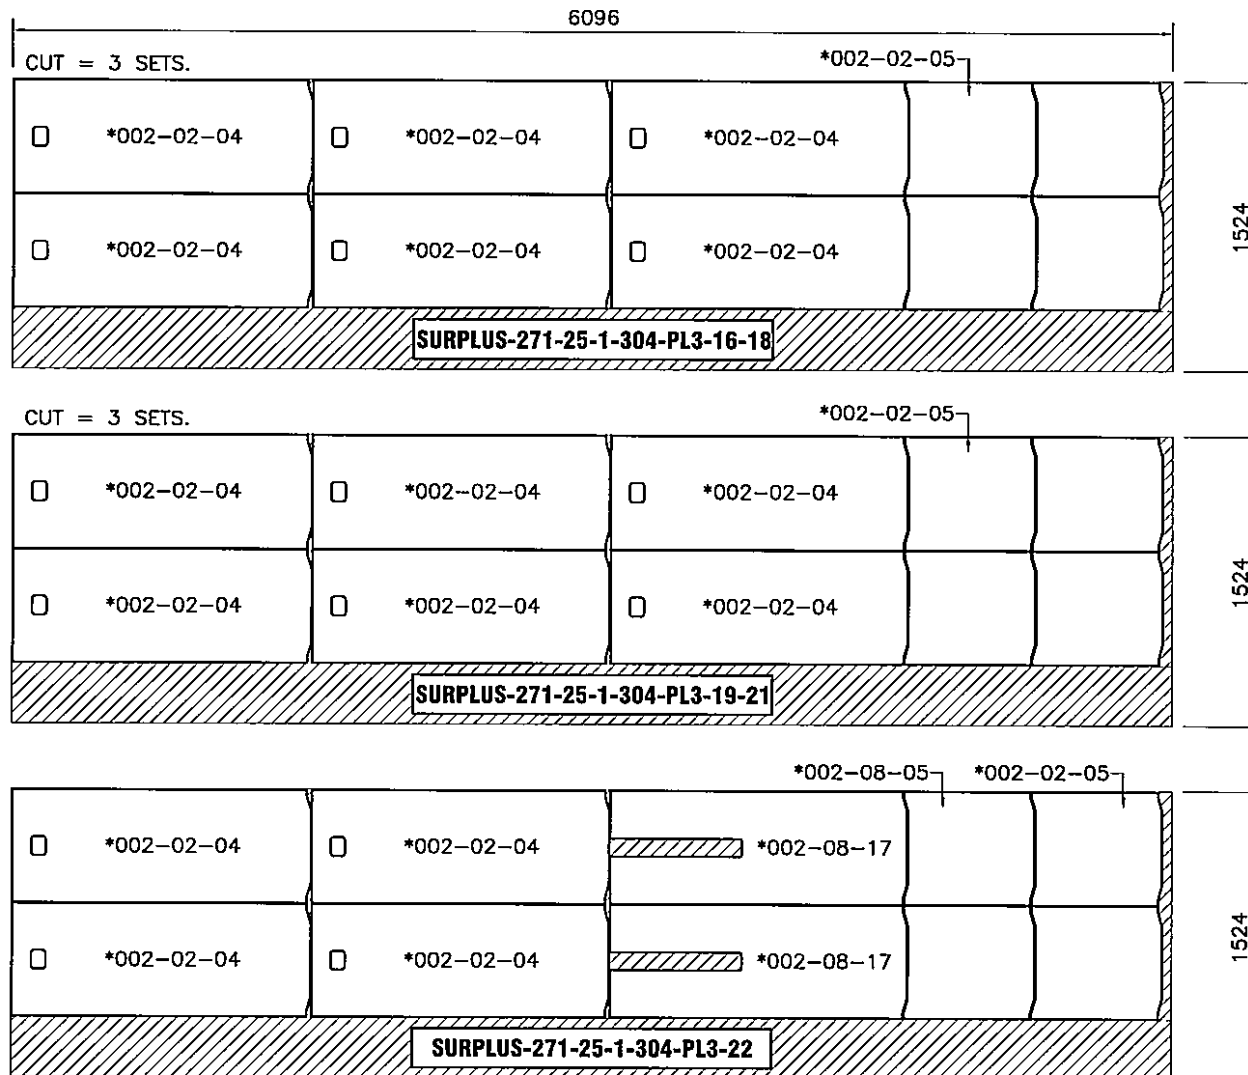 6096
CUT = 3 SETS.
*002-02-05
*002-02-04 *002-02-04 *002-02-04
*002-02-04 *002-02-04 *002-02-04
1524
SURPLUS-271-25-1-304-PL3-16-18
CUT = 3 SETS.
*002-02-05
*002-02-04 *002-02-04 *002-02-04
*002-02-04 *002-02-04 *002-02-04
1524
SURPLUS-271-25-1-304-PL3-19-21
*002-08-05 *002-02-05
*002-02-04 *002-02-04 *002-08-17
*002-02-04 *002-02-04 *002-08-17
1524
SURPLUS-271-25-1-304-PL3-22